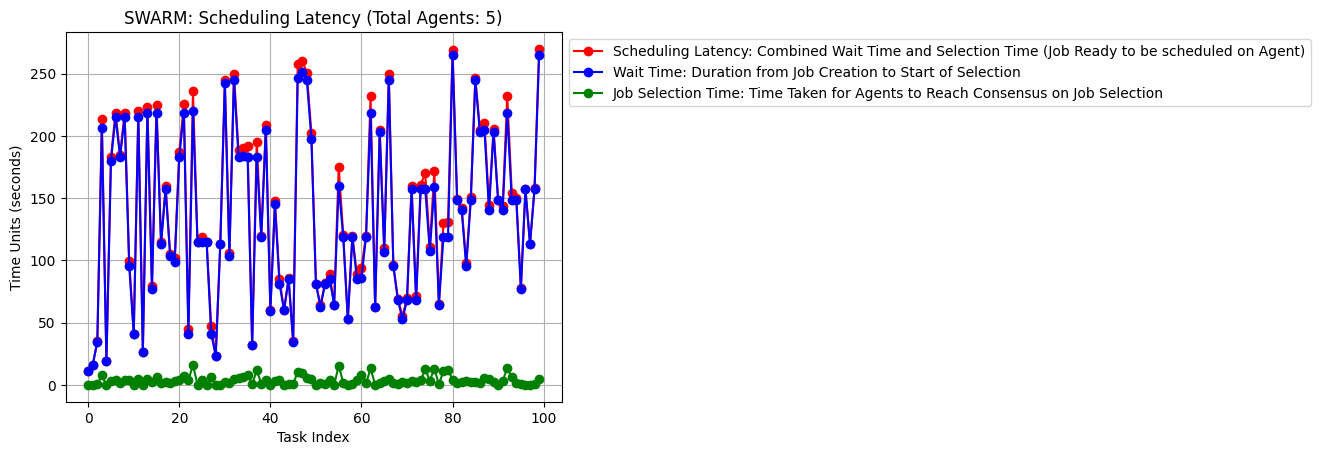 SWARM: Scheduling Latency (Total Agents: 5)
Scheduling Latency: Combined Wait Time and Selection Time (Job Ready to be scheduled on Agent)
Wait Time: Duration from Job Creation to Start of Selection
Job Selection Time: Time Taken for Agents to Reach Consensus on Job Selection
Time Units (seconds)
250
200
150
100
50
0
0 20 40 60 80 100
Task Index